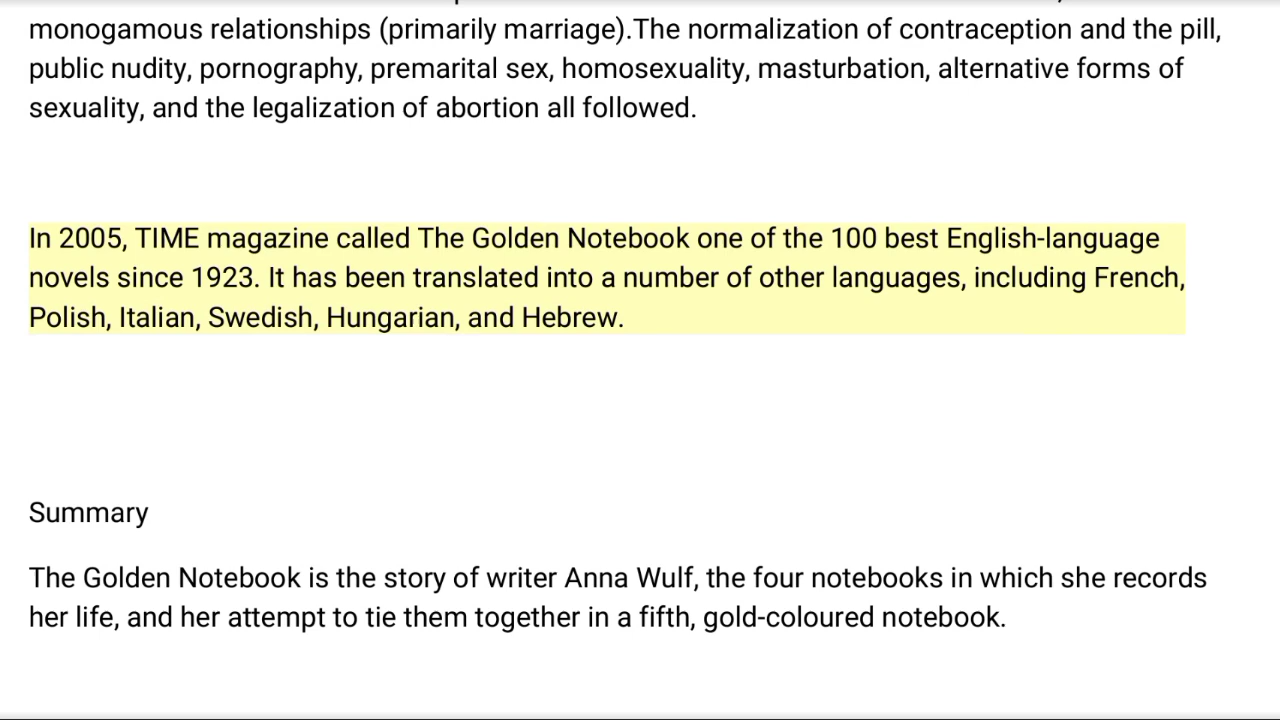 monogamous relationships (primarily marriage).The normalization of contraception and the pill,
public nudity, pornography, premarital sex, homosexuality, masturbation, alternative forms of
sexuality, and the legalization of abortion all followed.
In 2005, TIME magazine called The Golden Notebook one of the 100 best English-language
novels since 1923. It has been translated into a number of other languages, including French,
Polish, Italian, Swedish, Hungarian, and Hebrew.
Summary
The Golden Notebook is the story of writer Anna Wulf, the four notebooks in which she records
her life, and her attempt to tie them together in a fifth, gold-coloured notebook.